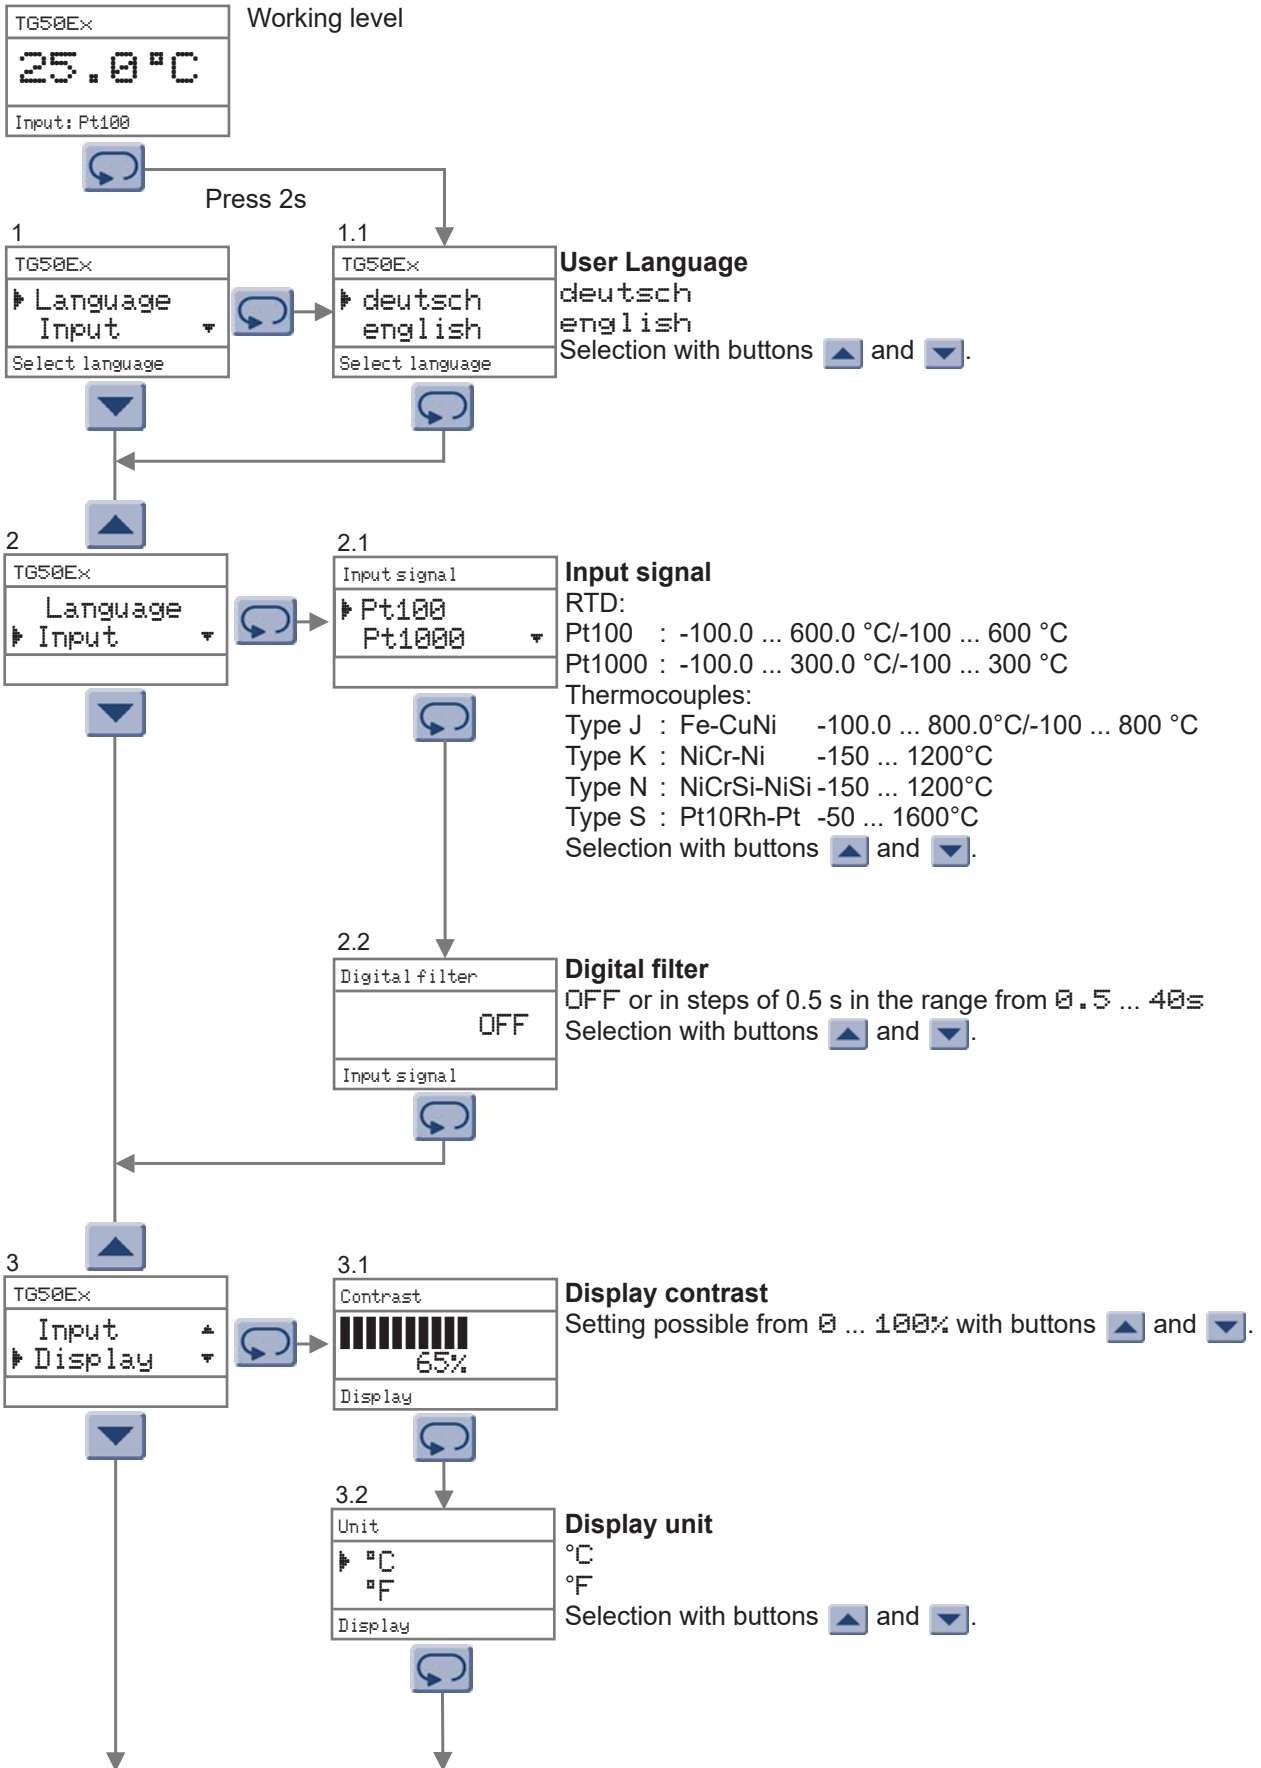 TG50Ex
Working level
25.0°C
Input: Pt100
Press 2s
1
TG50Ex
Language
Input
Select language
1.1
TG50Ex
deutsch
english
Select language
User Language
deutsch
english
Selection with buttons and .
2
TG50Ex
Language
Input
2.1
Input signal
Pt100
Pt1000
Input signal
RTD:
Pt100 : -100.0 ... 600.0 °C/-100 ... 600 °C
Pt1000 : -100.0 ... 300.0 °C/-100 ... 300 °C
Thermocouples:
Type J : Fe-CuNi -100.0 ... 800.0°C/-100 ... 800 °C
Type K : NiCr-Ni -150 ... 1200°C
Type N : NiCrSi-NiSi -150 ... 1200°C
Type S : Pt10Rh-Pt -50 ... 1600°C
Selection with buttons and .
2.2
Digital filter
OFF
Input signal
Digital filter
OFF or in steps of 0.5 s in the range from 0.5 ... 40s
Selection with buttons and .
3
TG50Ex
Input
Display
3.1
Contrast
65%
Display
Display contrast
Setting possible from 0 ... 100% with buttons and .
3.2
Unit
°C
°F
Display
Display unit
°C
°F
Selection with buttons and .